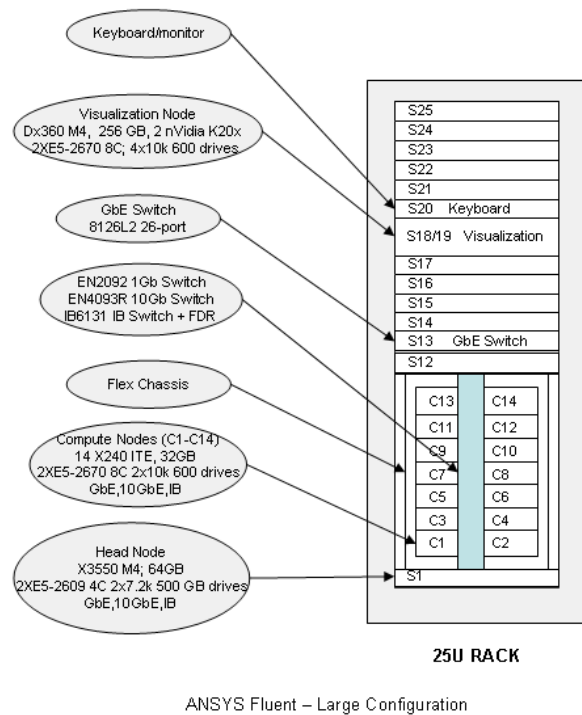 Keyboard/monitor
Visualization Node
Dx360 M4, 256 GB, 2 nVidia K20x
2XE5-2670 8C; 4x10k 600 drives
GbE Switch
8126L2 26-port
EN2092 1Gb Switch
EN4093R 10Gb Switch
IB6131 IB Switch + FDR
Flex Chassis
Compute Nodes (C1-C14)
14 X240 ITE, 32GB
2XE5-2670 8C 2x10k 600 drives
GbE,10GbE,IB
Head Node
X3550 M4; 64GB
2XE5-2609 4C 2x7.2k 500 GB drives
GbE,10GbE,IB
S25
S24
S23
S22
S21
S20 Keyboard
S18/19 Visualization
S17
S16
S15
S14
S13 GbE Switch
S12
C13 C14
C11 C12
C9 C10
C7 C8
C5 C6
C3 C4
C1 C2
S1
25U RACK
ANSYS Fluent – Large Configuration